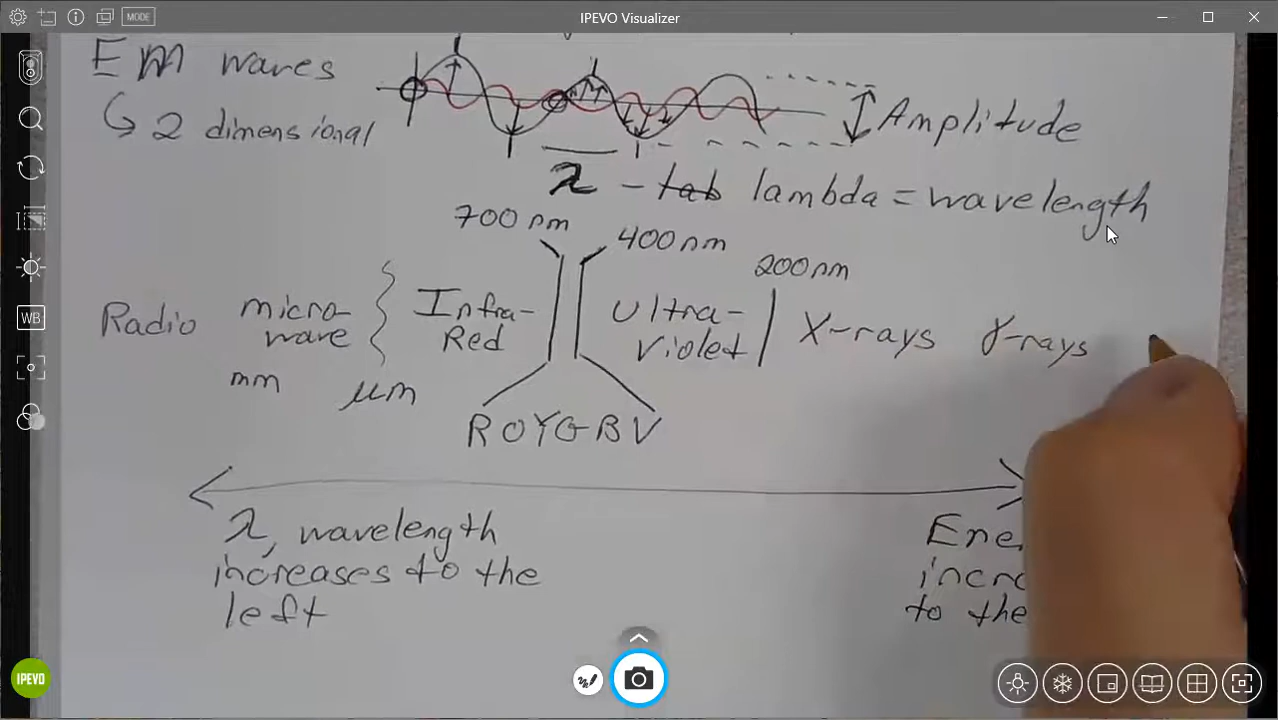 IPEVO Visualizer
MODE
EM waves
↳ 2 dimensional
Amplitude
λ - tab lambda = wavelength
700 nm
400 nm
200 nm
Radio
micro-
wave
Infra-
Red
Ultra-
violet
X-rays
γ-rays
mm
μm
ROYGBV
λ, wavelength
increases to the
left
Ene
incre
to the
WB
IPEVO